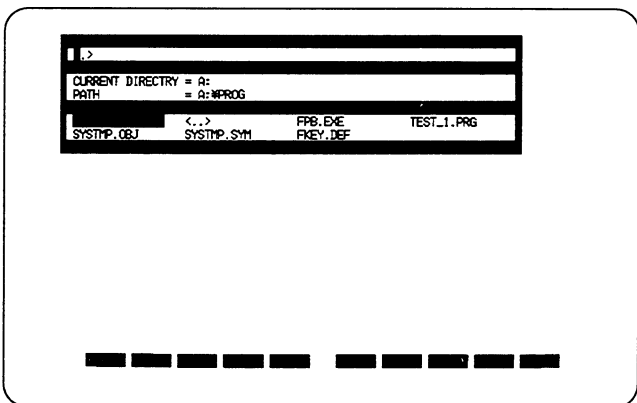 .>
CURRENT DIRECTRY = A:
PATH = A:¥PROG
<..> FPB.EXE TEST_1.PRG
SYSTMP.OBJ SYSTMP.SYM FKEY.DEF